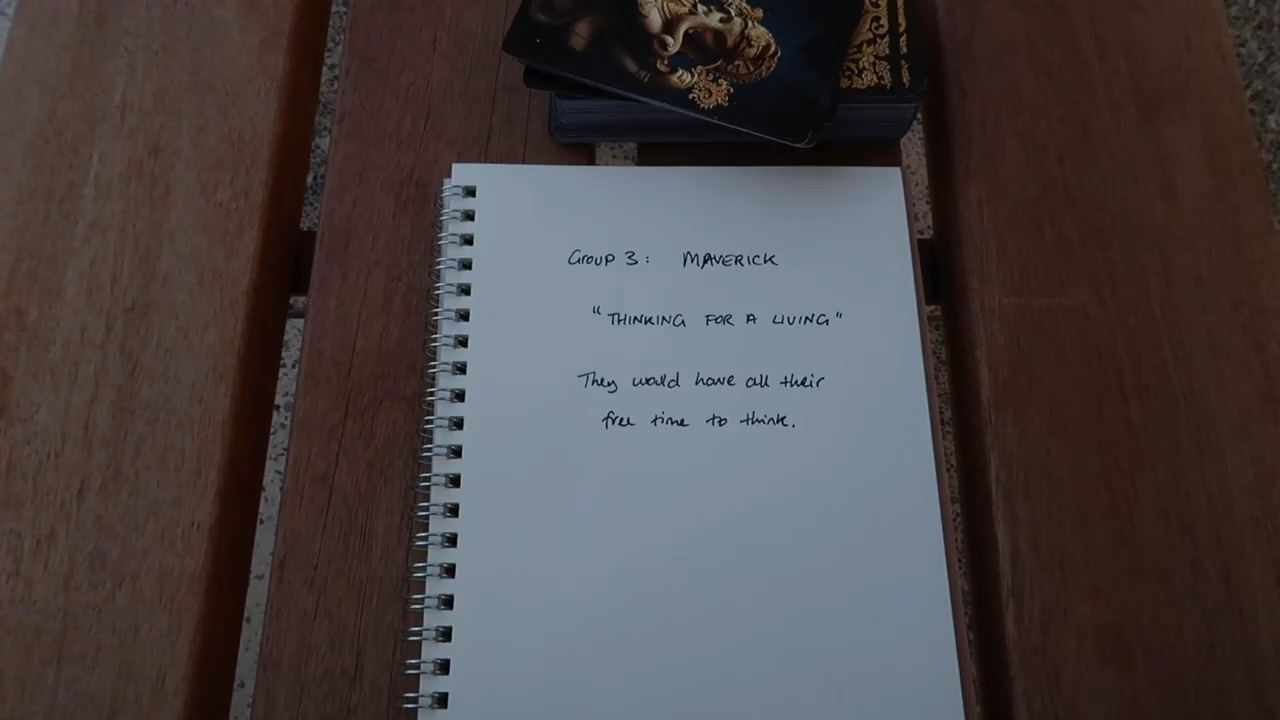 Group 3: MAVERICK
"THINKING FOR A LIVING"
They would have all their
free time to think.